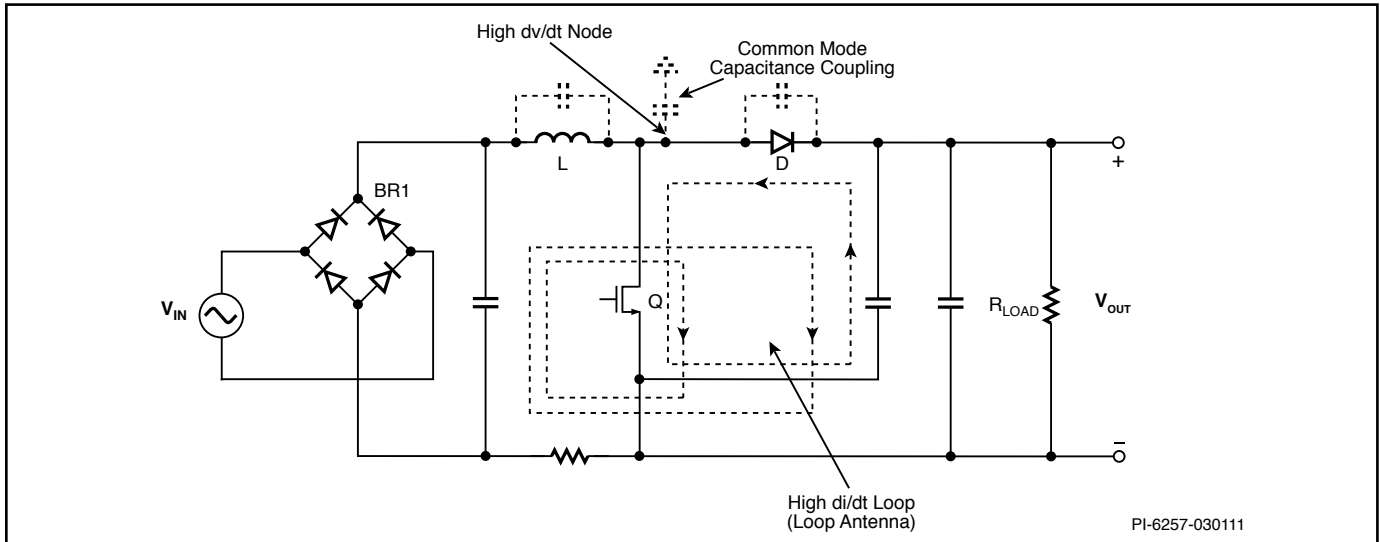 High dv/dt Node
Common Mode
Capacitance Coupling
L
D
+
BR1
V_IN
Q
R_LOAD
V_OUT
–
High di/dt Loop
(Loop Antenna)
PI-6257-030111